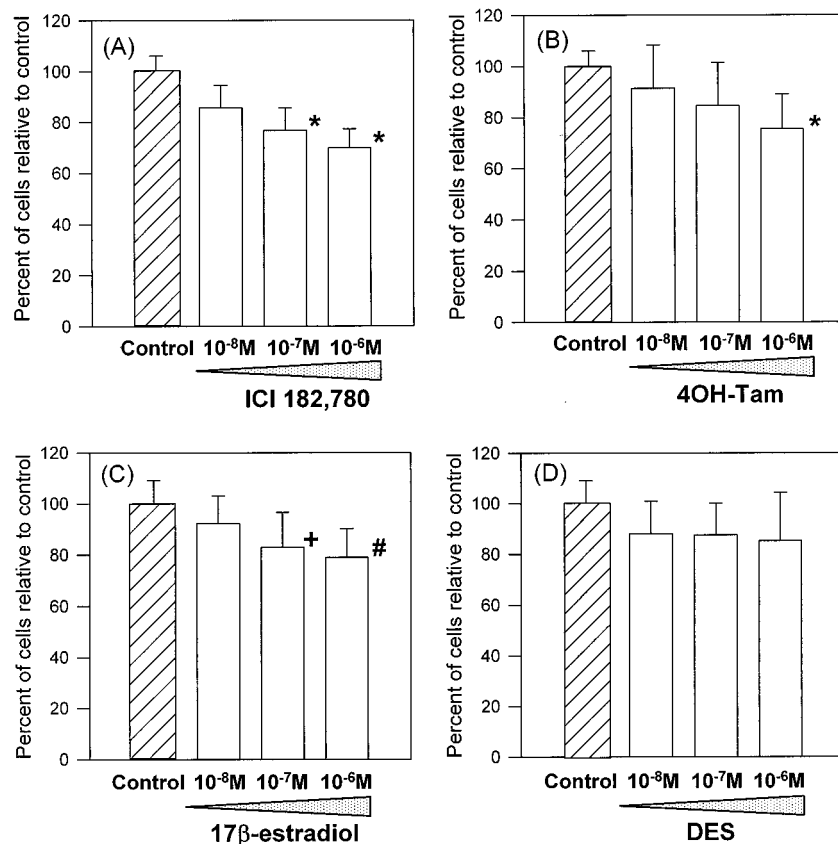 (A)
Percent of cells relative to control
120
100
80
60
40
20
0
*
*
Control 10⁻⁸M 10⁻⁷M 10⁻⁶M
ICI 182,780
(B)
Percent of cells relative to control
120
100
80
60
40
20
0
*
Control 10⁻⁸M 10⁻⁷M 10⁻⁶M
4OH-Tam
(C)
Percent of cells relative to control
120
100
80
60
40
20
0
+
#
Control 10⁻⁸M 10⁻⁷M 10⁻⁶M
17β-estradiol
(D)
Percent of cells relative to control
120
100
80
60
40
20
0
Control 10⁻⁸M 10⁻⁷M 10⁻⁶M
DES